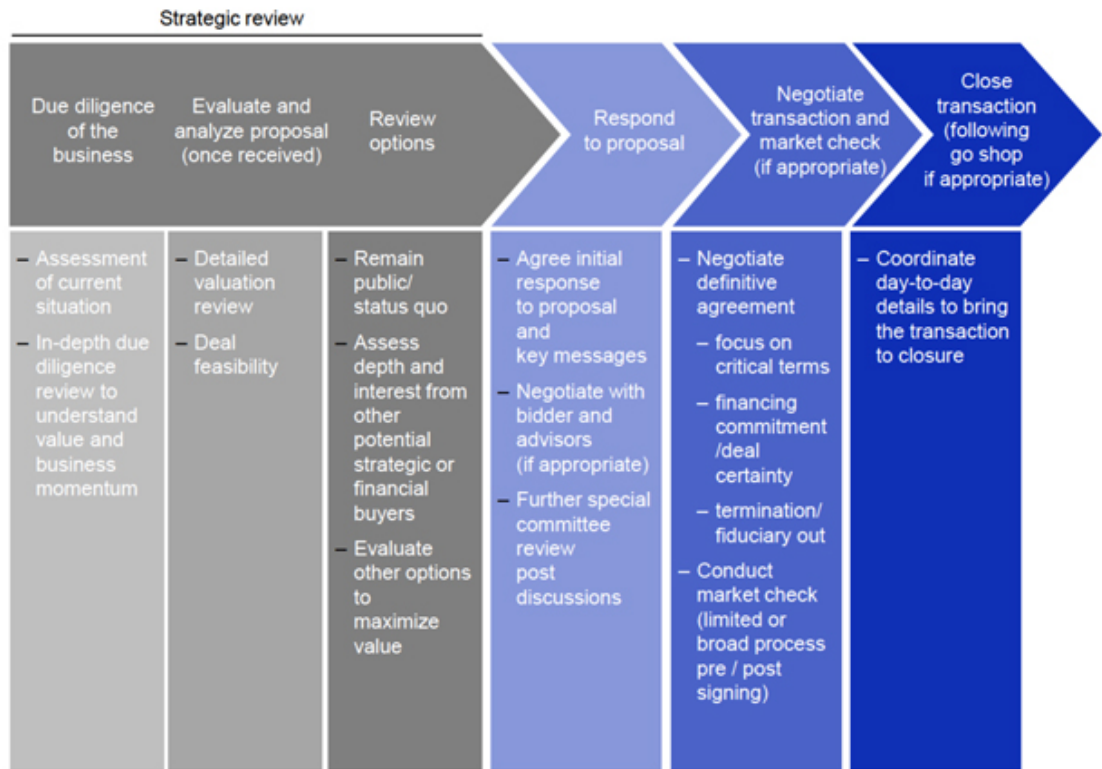 Strategic review
Due diligence
of the
business
Evaluate and
analyze proposal
(once received)
Review
options
Respond
to proposal
Negotiate
transaction and
market check
(if appropriate)
Close
transaction
(following
go shop
if appropriate)
– Assessment
of current
situation
– In-depth due
diligence
review to
understand
value and
business
momentum
– Detailed
valuation
review
– Deal
feasibility
– Remain
public/
status quo
– Assess
depth and
interest from
other
potential
strategic or
financial
buyers
– Evaluate
other options
to
maximize
value
– Agree initial
response
to proposal
and
key messages
– Negotiate with
bidder and
advisors
(if appropriate)
– Further special
committee
review
post
discussions
– Negotiate
definitive
agreement
– focus on
critical terms
– financing
commitment
/deal
certainty
– termination/
fiduciary out
– Conduct
market check
(limited or
broad process
pre / post
signing)
– Coordinate
day-to-day
details to bring
the transaction
to closure